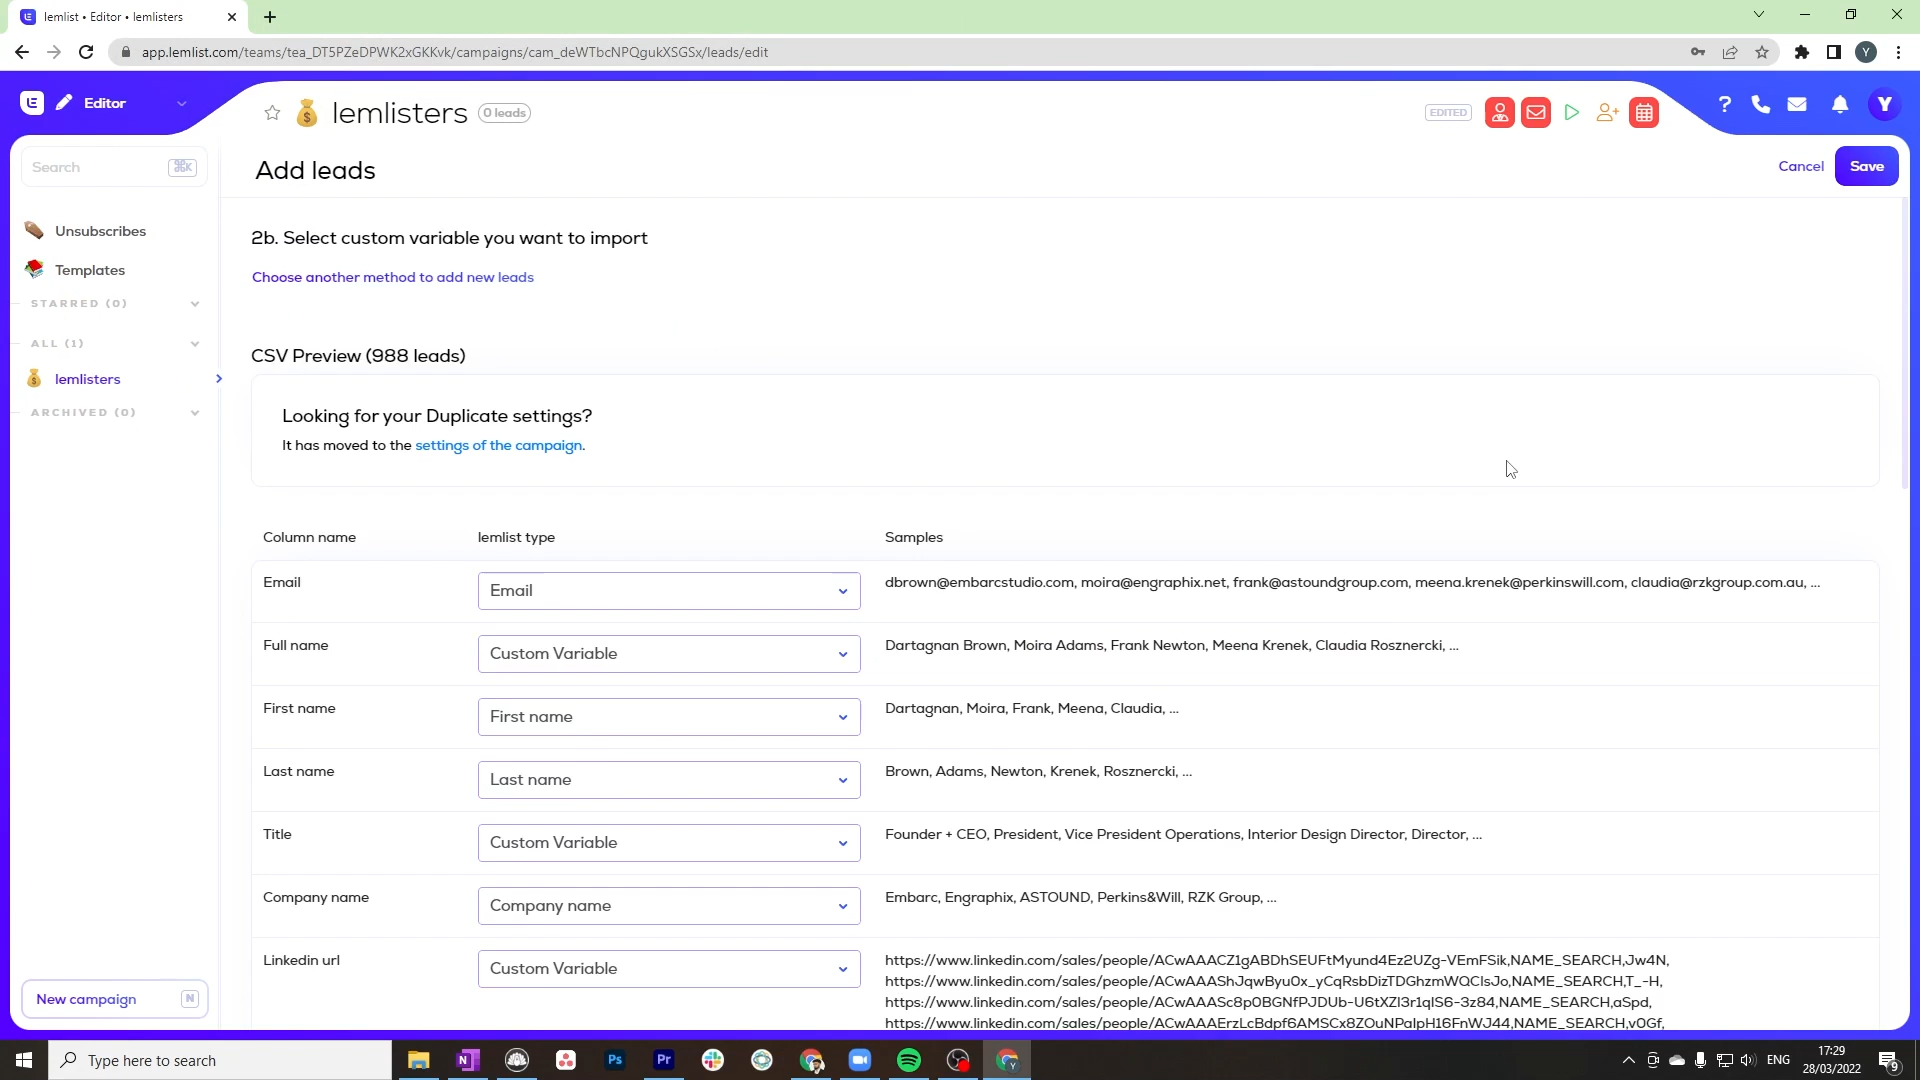 lemlist • Editor • lemlisters
app.lemlist.com/teams/tea_DT5PZeDPWK2xGKKvk/campaigns/cam_deWTbcNPQgukXSGSx/leads/edit
Y
Editor
lemlisters
0 leads
EDITED
?
Y
Search
⌘K
Add leads
Cancel
Save
Unsubscribes
Templates
STARRED (0)
ALL (1)
lemlisters
ARCHIVED (0)
2b. Select custom variable you want to import
Choose another method to add new leads
CSV Preview (988 leads)
Looking for your Duplicate settings?
It has moved to the settings of the campaign.
Column name
lemlist type
Samples
Email
Email
dbrown@embarcstudio.com, moira@engraphix.net, frank@astoundgroup.com, meena.krenek@perkinswill.com, claudia@rzkgroup.com.au, ...
Full name
Custom Variable
Dartagnan Brown, Moira Adams, Frank Newton, Meena Krenek, Claudia Rosznercki, ...
First name
First name
Dartagnan, Moira, Frank, Meena, Claudia, ...
Last name
Last name
Brown, Adams, Newton, Krenek, Rosznercki, ...
Title
Custom Variable
Founder + CEO, President, Vice President Operations, Interior Design Director, Director, ...
Company name
Company name
Embarc, Engraphix, ASTOUND, Perkins&Will, RZK Group, ...
Linkedin url
Custom Variable
https://www.linkedin.com/sales/people/ACwAAACZ1gABDhSEUFtMyund4Ez2UZg-VEmFSik,NAME_SEARCH,Jw4N,
https://www.linkedin.com/sales/people/ACwAAAShJqwByu0x_yCqRsbDizTDGhzmWQCIsJo,NAME_SEARCH,T_-H,
https://www.linkedin.com/sales/people/ACwAAASc8p0BGNfPJDUb-U6tXZl3r1qIS6-3z84,NAME_SEARCH,aSpd,
https://www.linkedin.com/sales/people/ACwAAAErzLcBdpf6AMSCx8ZOuNPaIpH16FnWJ44,NAME_SEARCH,v0Gf,
New campaign
N
Type here to search
Ps
Pr
ENG
17:29
28/03/2022
9